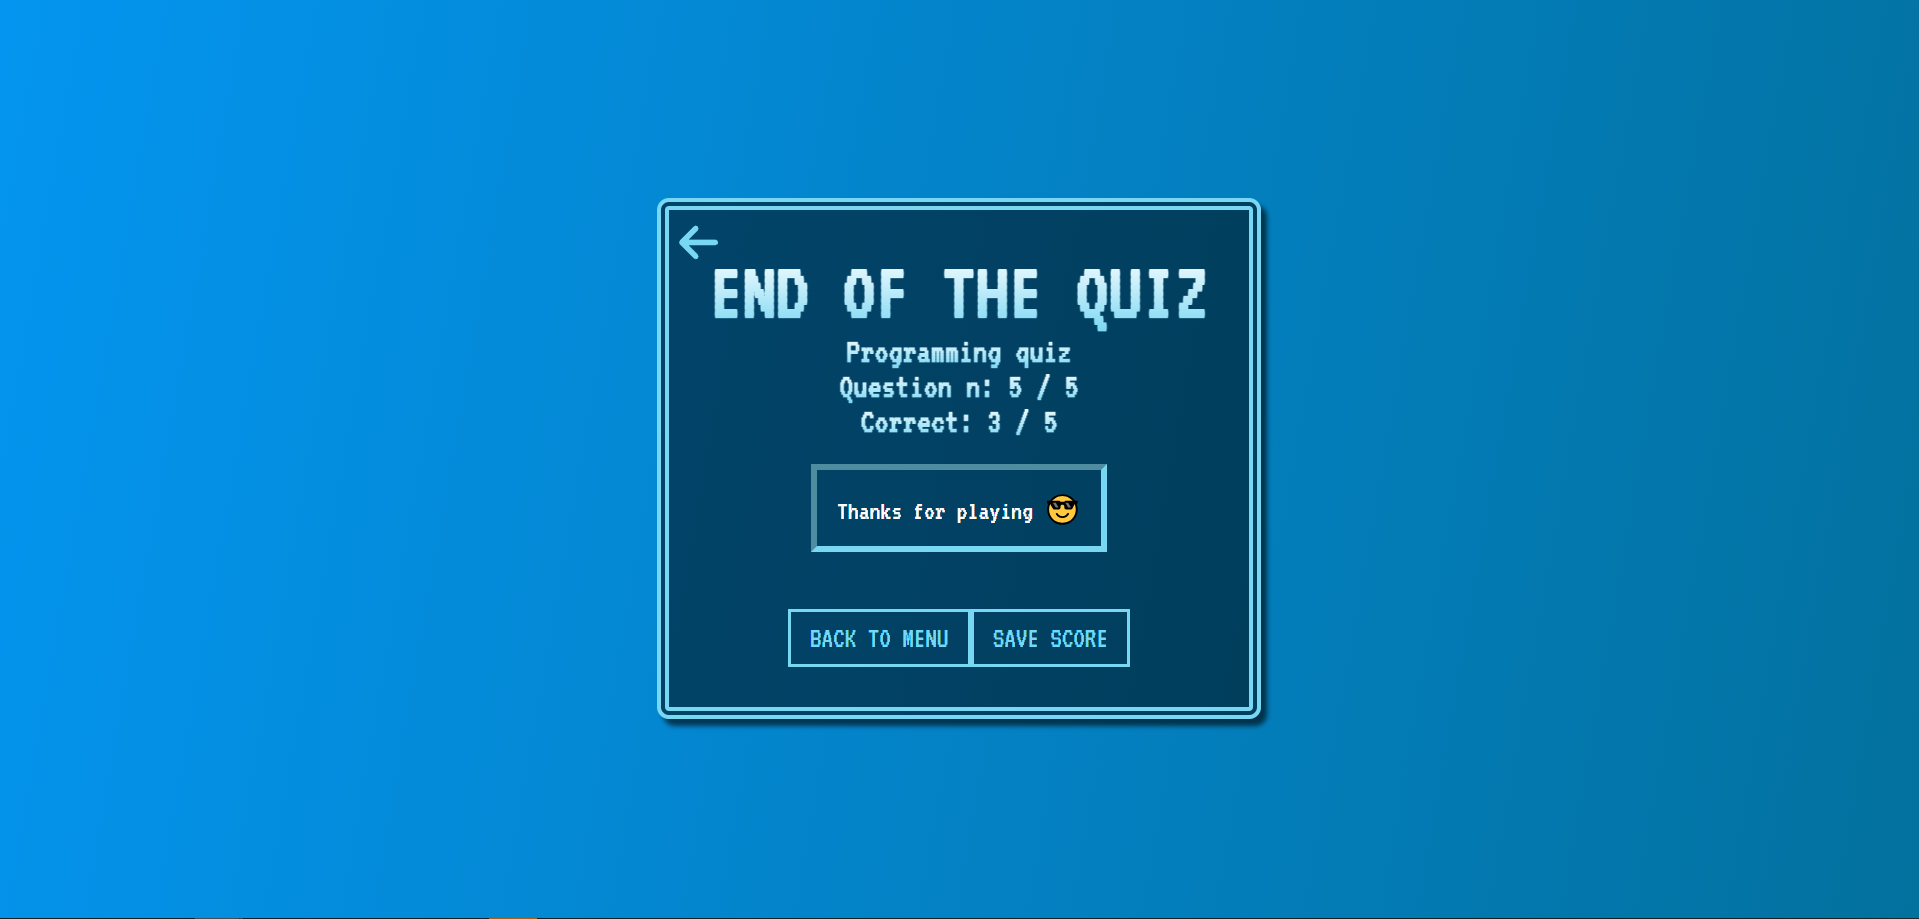 END OF THE QUIZ
Programming quiz
Question n: 5 / 5
Correct: 3 / 5
Thanks for playing 😎
BACK TO MENU
SAVE SCORE